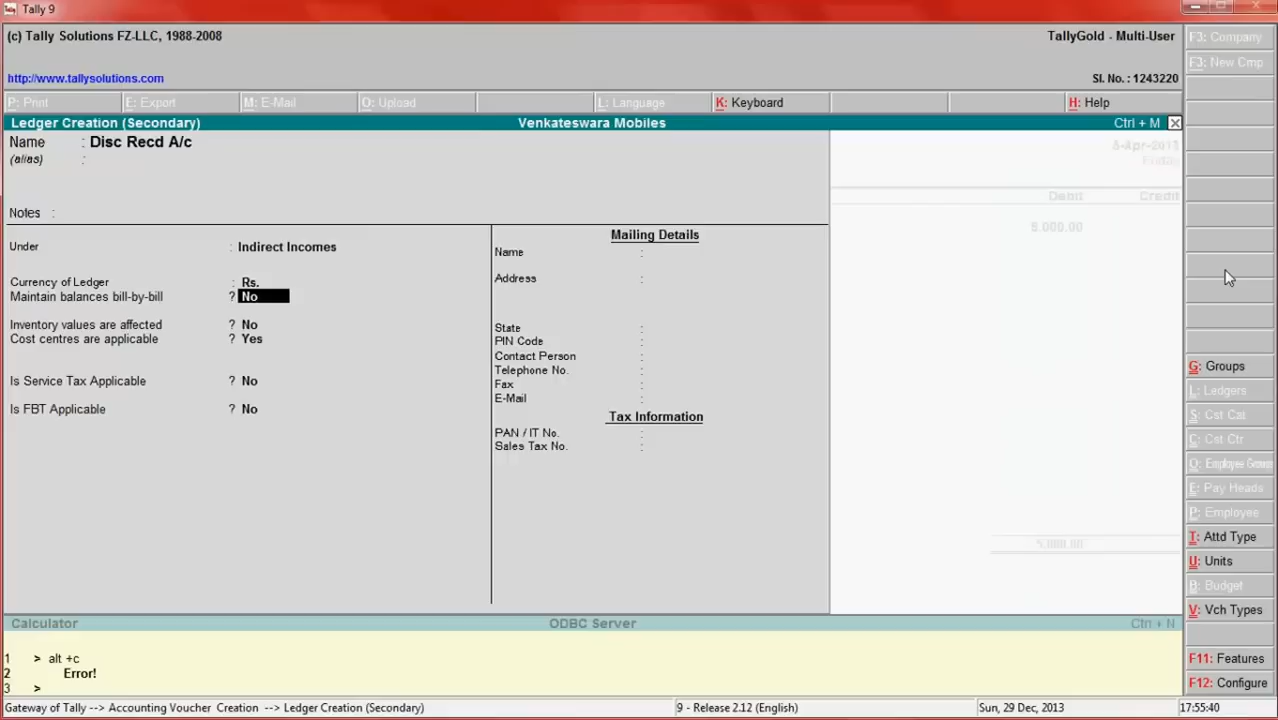 Tally 9
(c) Tally Solutions FZ-LLC, 1988-2008
TallyGold - Multi-User
http://www.tallysolutions.com
Sl. No. : 1243220
P: Print
E: Export
M: E-Mail
O: Upload
L: Language
K: Keyboard
H: Help
Ledger Creation (Secondary)
Venkateswara Mobiles
Ctrl + M
Name : Disc Recd A/c
(alias) :
Notes :
Under : Indirect Incomes
Currency of Ledger : Rs.
Maintain balances bill-by-bill ? No
Inventory values are affected ? No
Cost centres are applicable ? Yes
Is Service Tax Applicable ? No
Is FBT Applicable ? No
Mailing Details
Name :
Address :
State :
PIN Code :
Contact Person :
Telephone No. :
Fax :
E-Mail :
Tax Information
PAN / IT No. :
Sales Tax No. :
Friday
Debit Credit
F3: Company
F3: New Cmp
G: Groups
L: Ledgers
S: Cst Cat
C: Cst Ctr
O: Employee Group
E: Pay Heads
P: Employee
T: Attd Type
U: Units
B: Budget
V: Vch Types
F11: Features
F12: Configure
Calculator
ODBC Server
Ctrl + N
1 > alt +c
2 Error!
3 >
Gateway of Tally --> Accounting Voucher Creation --> Ledger Creation (Secondary)
9 - Release 2.12 (English)
Sun, 29 Dec, 2013
17:55:40